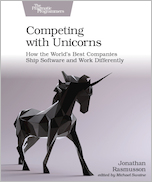 The
Pragmatic
Programmers
Competing
with Unicorns
How the World's Best Companies
Ship Software and Work Differently
Jonathan
Rasmusson
edited by Michael Swaine